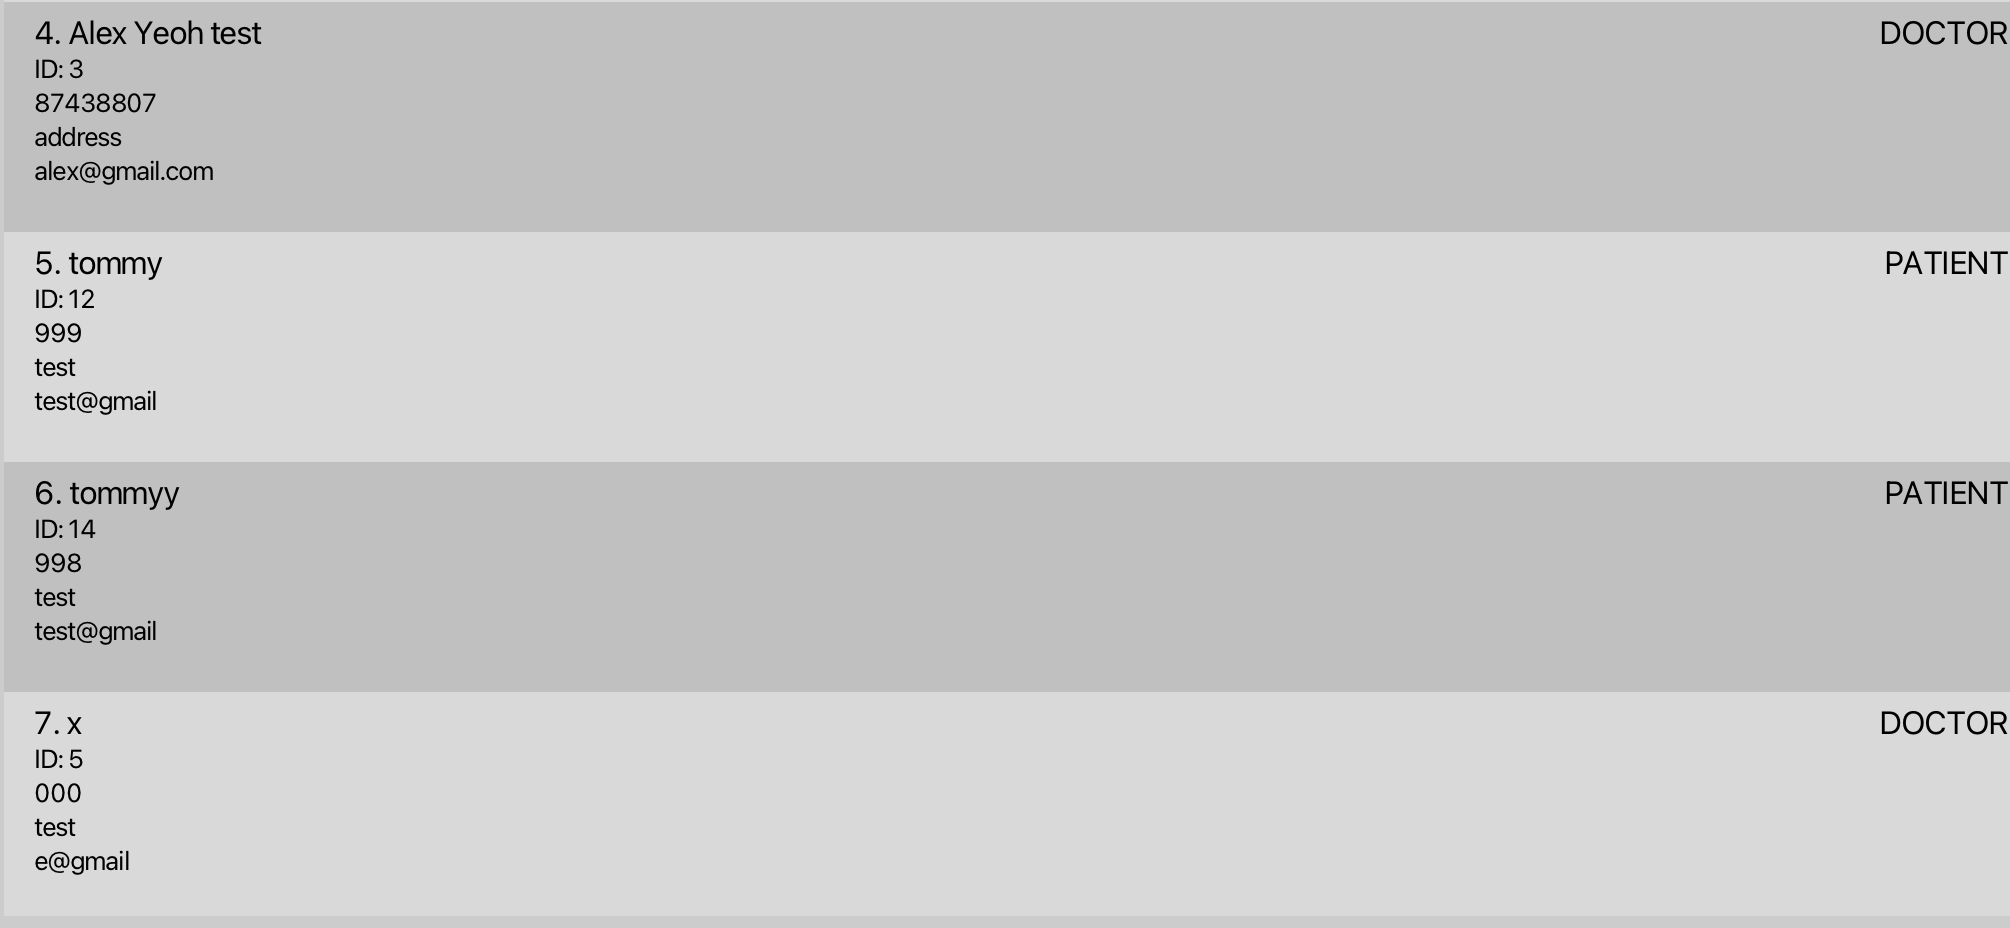 4. Alex Yeoh test DOCTOR
ID: 3
87438807
address
alex@gmail.com
5. tommy PATIENT
ID: 12
999
test
test@gmail
6. tommyy PATIENT
ID: 14
998
test
test@gmail
7. x DOCTOR
ID: 5
000
test
e@gmail